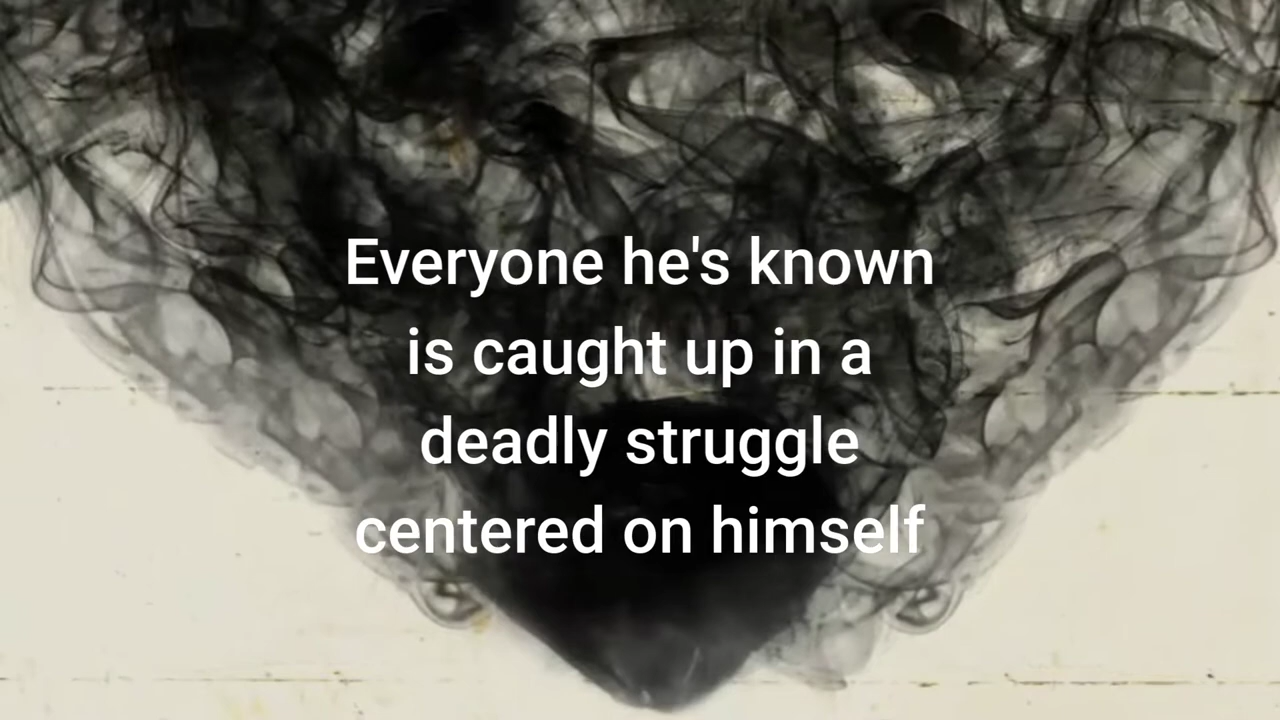 Everyone he's known
is caught up in a
deadly struggle
centered on himself